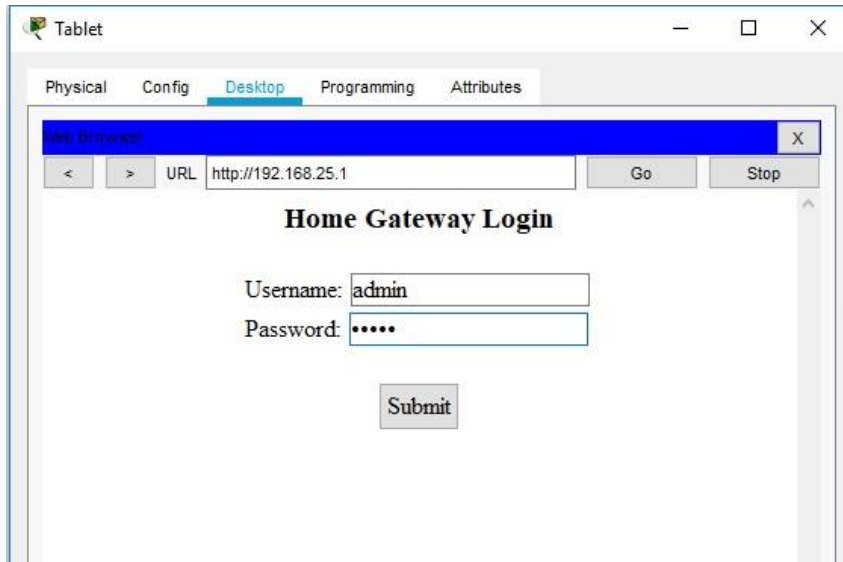 Tablet
Physical Config Desktop Programming Attributes
Web Browser X
< > URL http://192.168.25.1 Go Stop
Home Gateway Login
Username: admin
Password: •••••
Submit